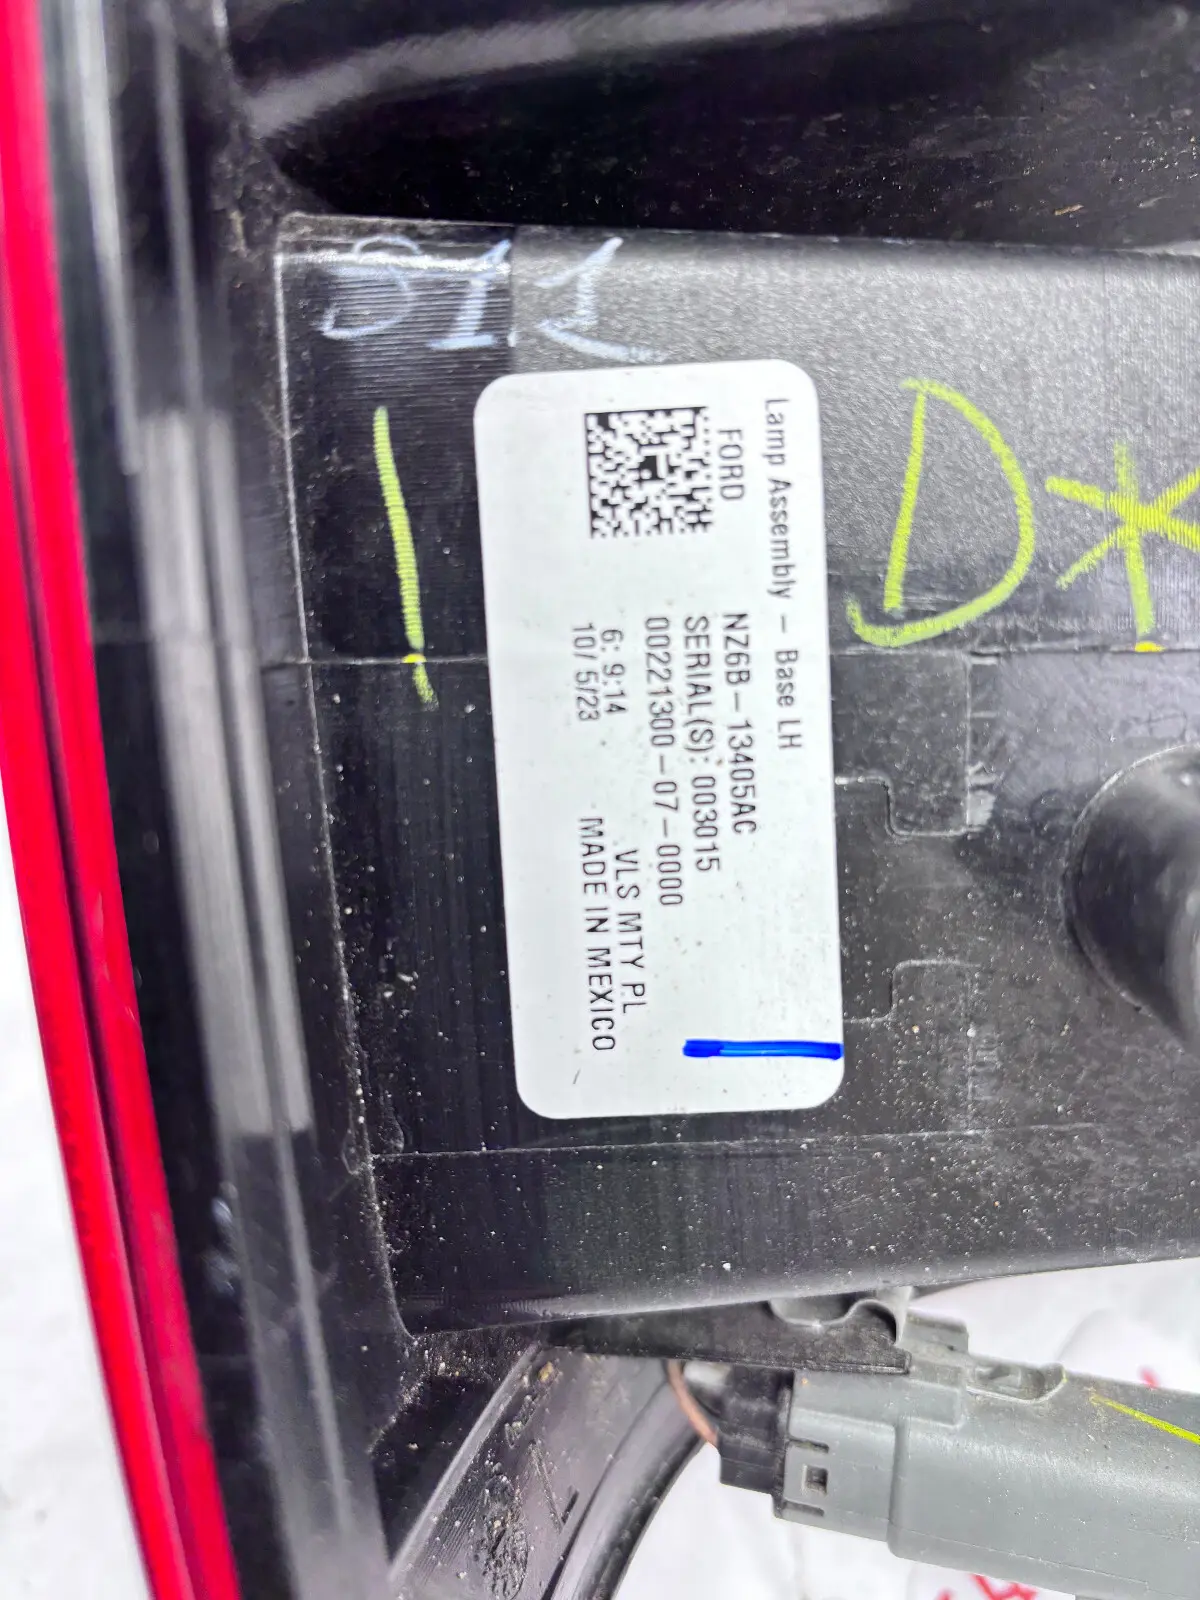 Lamp Assembly - Base LH
FORD
NZ6B-13405AC
SERIAL(S): 003015
00221300-07-0000
6: 9:14
VLS MTY P.L
10/ 5/23
MADE IN MEXICO
D*